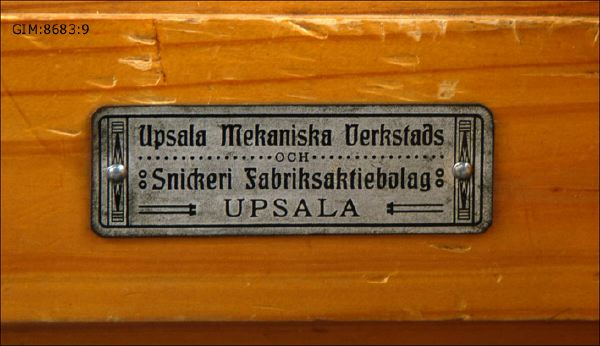 GIM:8683:9
Upsala Mekaniska Verkstads
OCH
Snickeri Fabriksaktiebolag
UPSALA